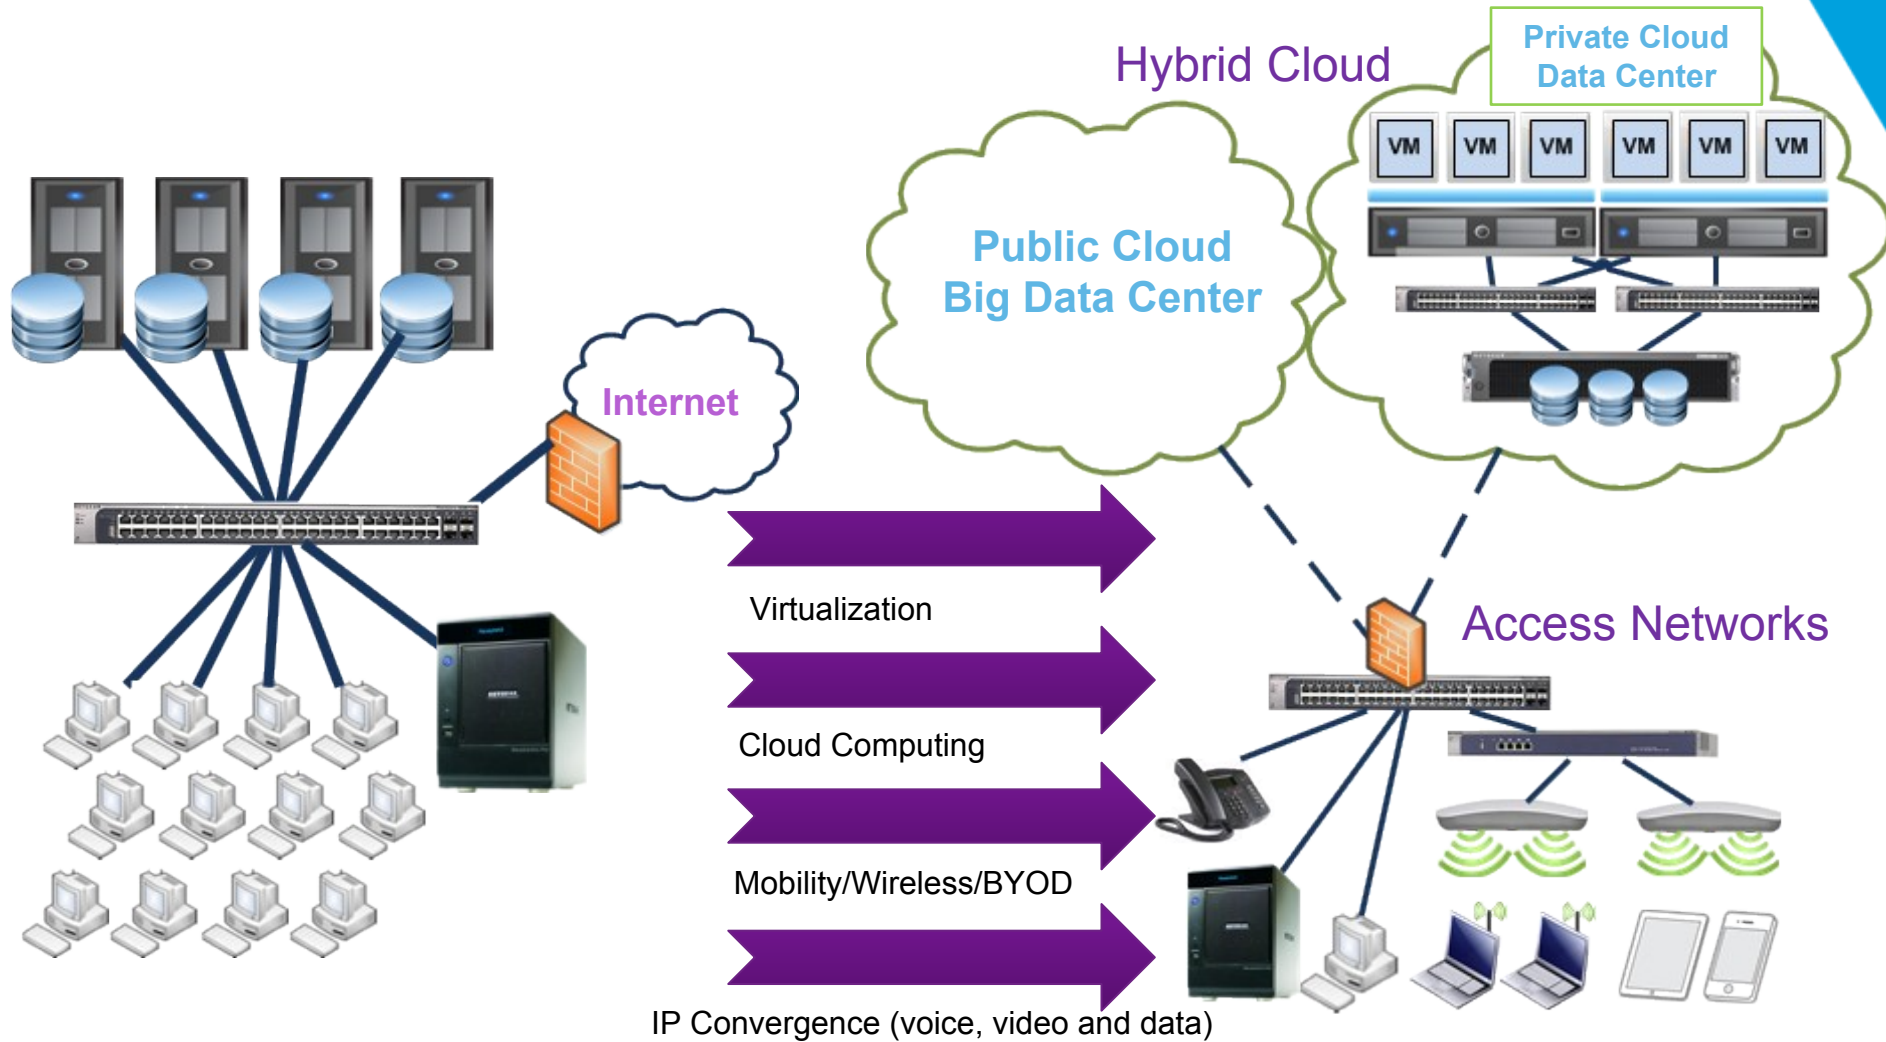 Hybrid Cloud
Private Cloud
Data Center
VM
VM
VM
VM
VM
VM
Public Cloud
Big Data Center
Internet
Virtualization
Access Networks
Cloud Computing
Mobility/Wireless/BYOD
IP Convergence (voice, video and data)